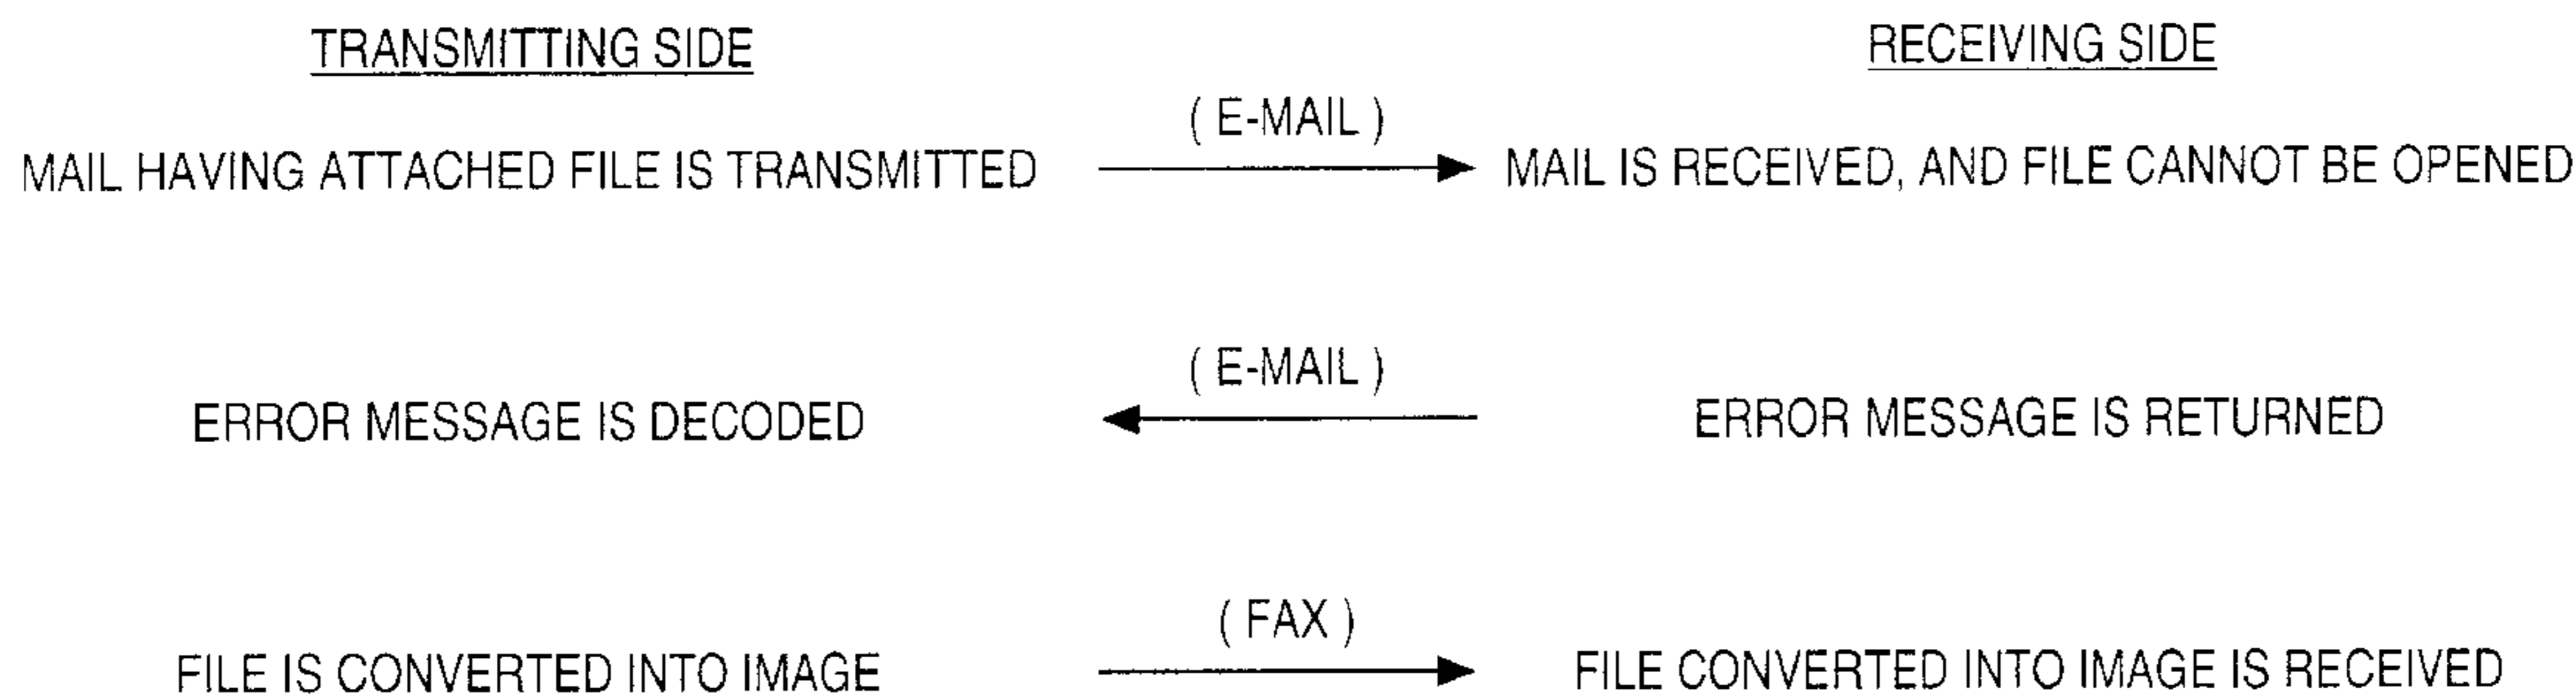 TRANSMITTING SIDE
RECEIVING SIDE
( E-MAIL )
MAIL HAVING ATTACHED FILE IS TRANSMITTED
MAIL IS RECEIVED, AND FILE CANNOT BE OPENED
( E-MAIL )
ERROR MESSAGE IS DECODED
ERROR MESSAGE IS RETURNED
( FAX )
FILE IS CONVERTED INTO IMAGE
FILE CONVERTED INTO IMAGE IS RECEIVED